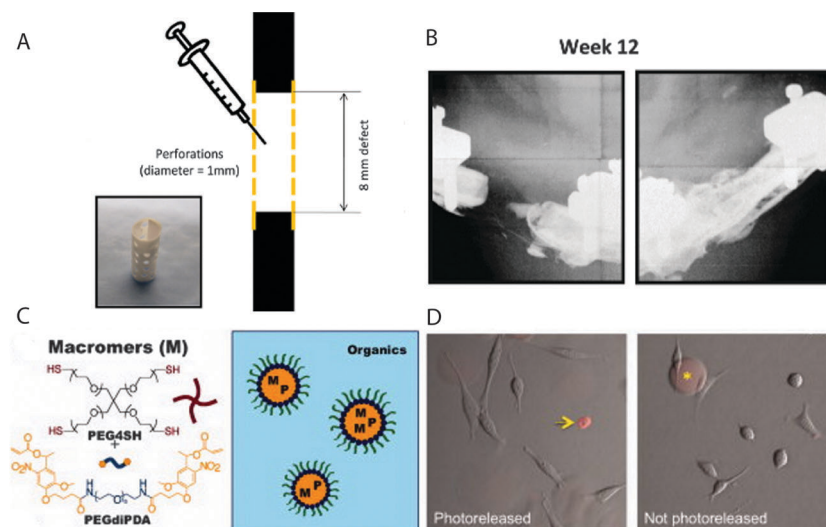 A
Perforations
(diameter = 1mm)
8 mm defect
B
Week 12
C
Macromers (M)
HS
SH
O
O
O
O
HS
SH
PEG4SH
+
O
O
O
O
NO₂
O
O
NO₂
O
O
H
N
O
H
N
O
O
PEGdiPDA
Organics
M
P
M
M
P
M
P
D
Photoreleased
*
Not photoreleased